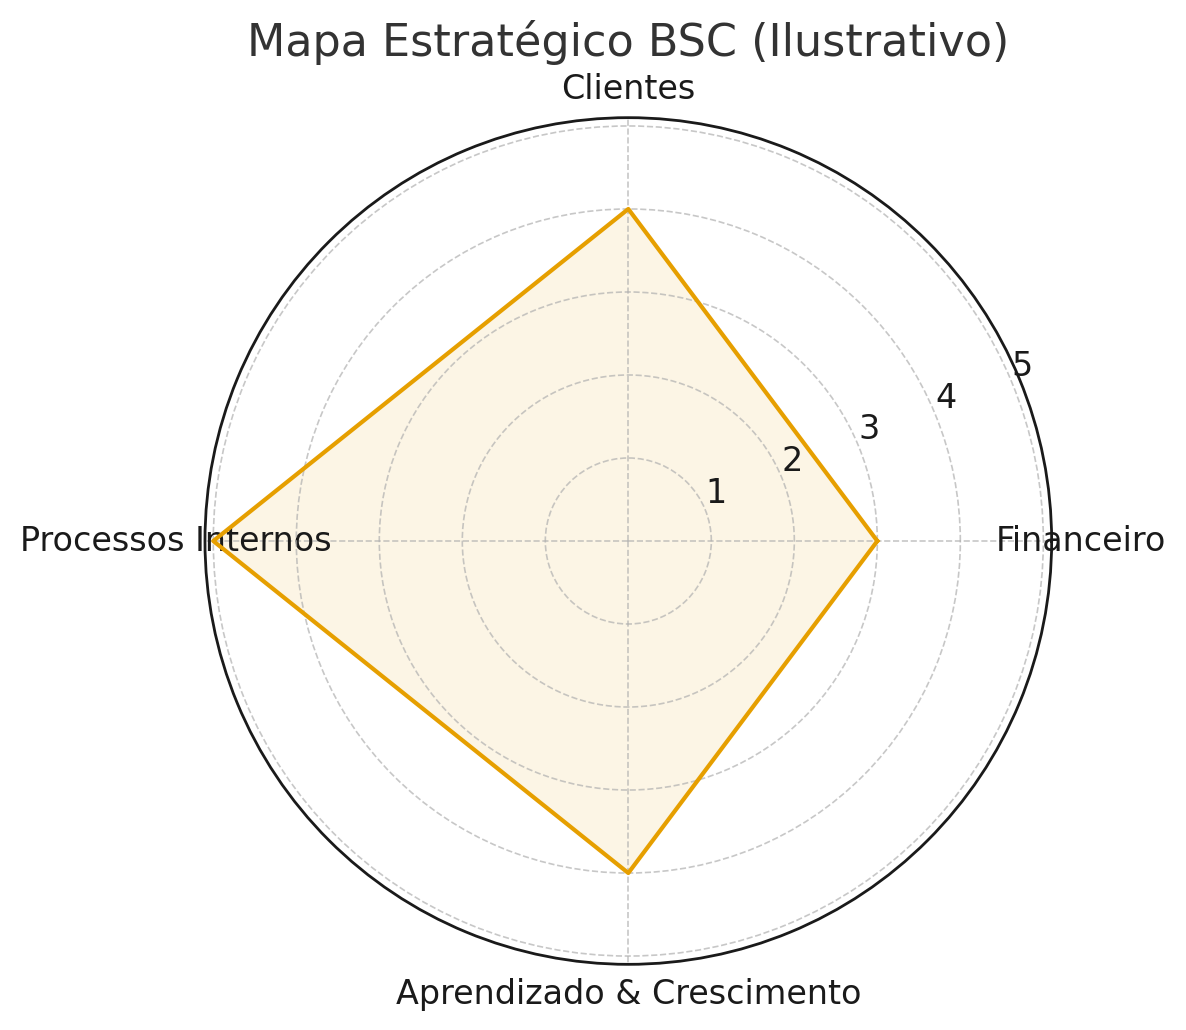 Mapa Estratégico BSC (Ilustrativo)
Clientes
5
4
3
2
1
Processos Internos
Financeiro
Aprendizado & Crescimento